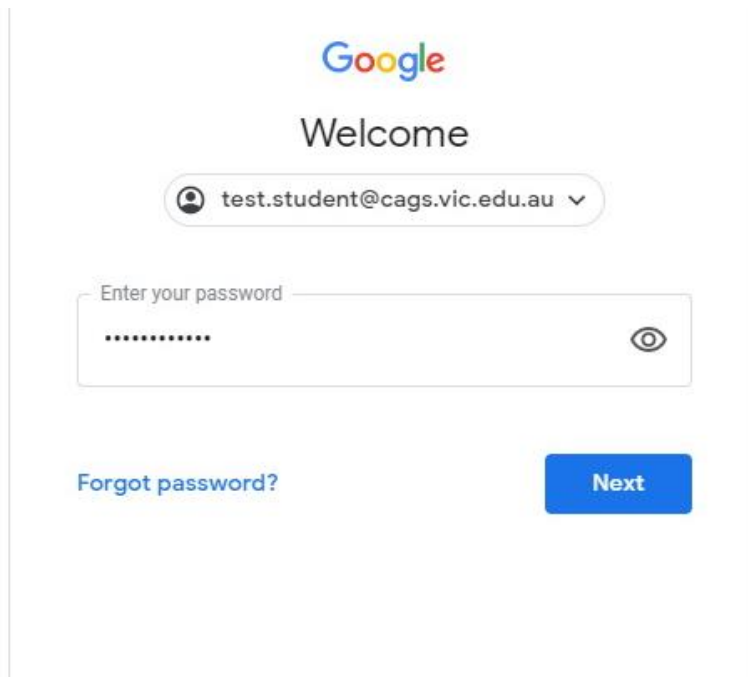 Google
Welcome
test.student@cags.vic.edu.au
Enter your password
••••••••••••
Forgot password?
Next